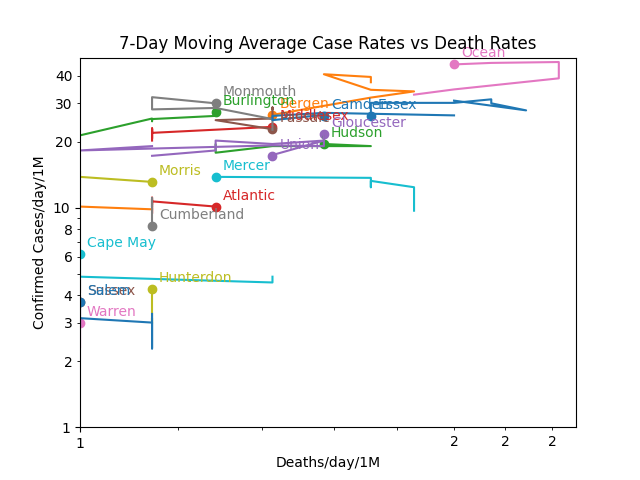 7-Day Moving Average Case Rates vs Death Rates
Ocean
40
Monmouth
30
Burlington
Bergen
Camden
Essex
Middlesex
Passaic
Gloucester
20
Hudson
Union
Morris
Mercer
Atlantic
10
Cumberland
8
Cape May
6
Hunterdon
4
Salem
Sussex
3
Warren
2
1
1
2
2
2
Deaths/day/1M
Confirmed Cases/day/1M